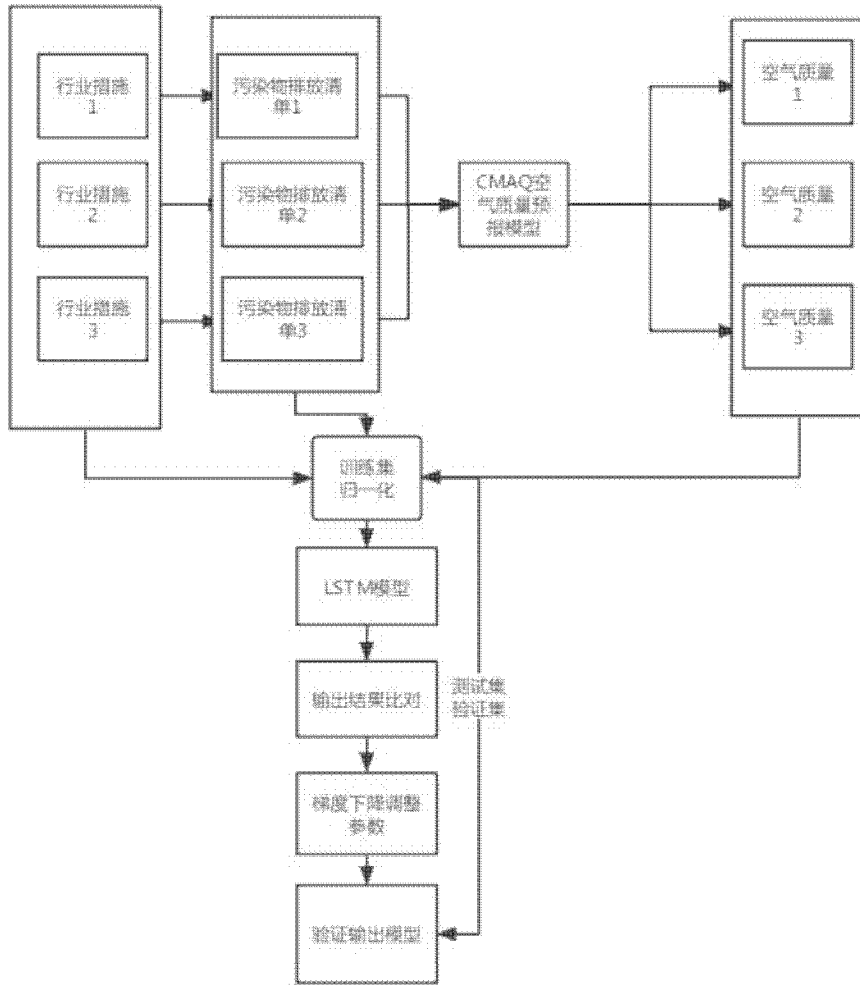 行业措施
1
污染物排放清
单1
空气质量
1
行业措施
2
污染物排放清
单2
CMAQ空
气质量预
报模型
空气质量
2
行业措施
3
污染物排放清
单3
空气质量
3
训练集
归一化
LSTM模型
输出结果比对
测试集
验证集
梯度下降调整
参数
验证输出模型